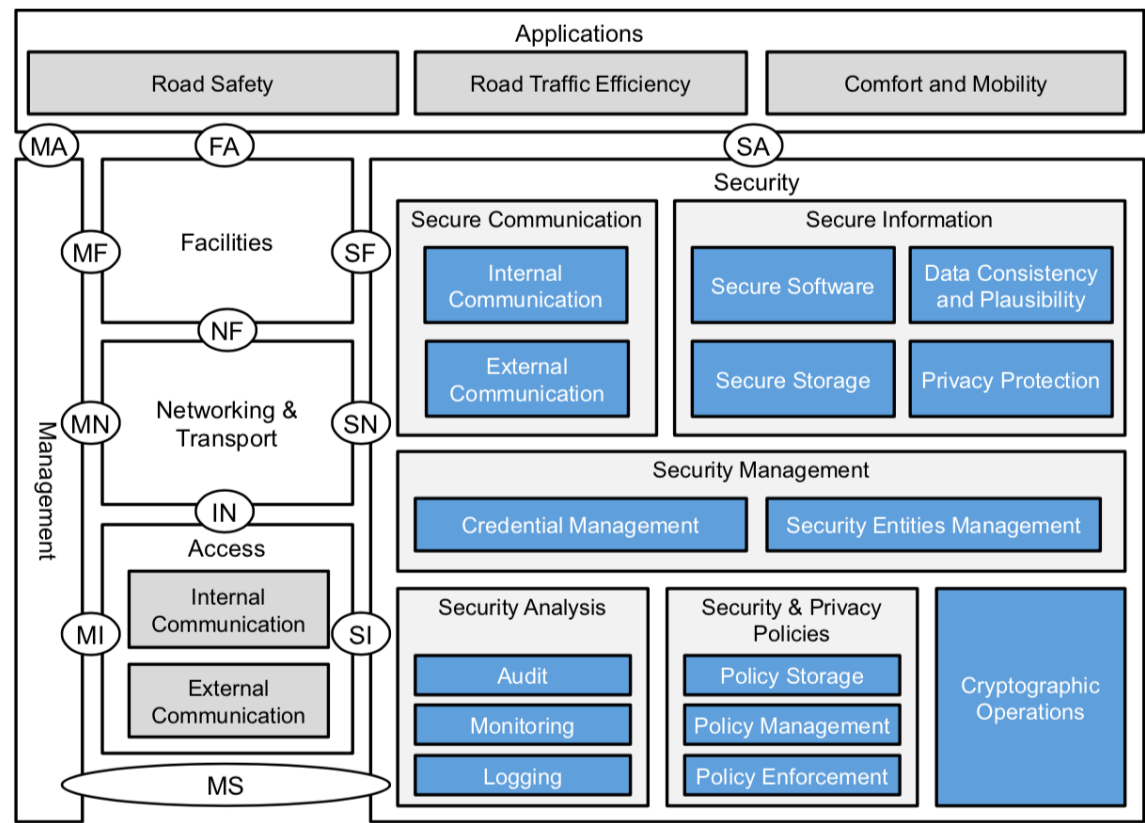 Applications
Road Safety
Road Traffic Efficiency
Comfort and Mobility
MA
FA
SA
Management
MF
Facilities
SF
NF
MN
Networking &
Transport
SN
IN
Access
Internal
Communication
MI
SI
External
Communication
MS
Security
Secure Communication
Internal
Communication
External
Communication
Secure Information
Secure Software
Data Consistency
and Plausibility
Secure Storage
Privacy Protection
Security Management
Credential Management
Security Entities Management
Security Analysis
Audit
Monitoring
Logging
Security & Privacy
Policies
Policy Storage
Policy Management
Policy Enforcement
Cryptographic
Operations